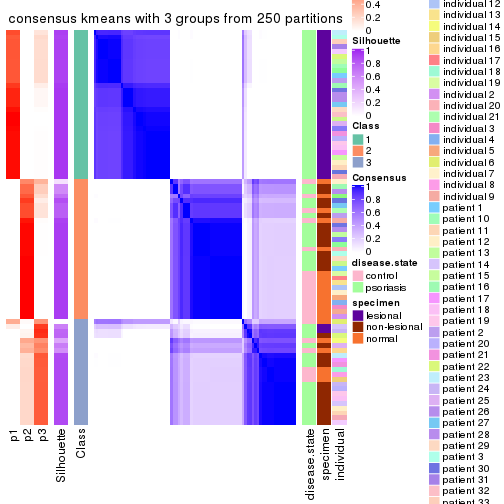 consensus kmeans with 3 groups from 250 partitions
0.4
0.2
0
Silhouette
1
0.8
0.6
0.4
0.2
0
Class
1
2
3
Consensus
1
0.8
0.6
0.4
0.2
0
disease.state
control
psoriasis
specimen
lesional
non-lesional
normal
individual 12
individual 13
individual 14
individual 15
individual 16
individual 17
individual 18
individual 19
individual 2
individual 20
individual 21
individual 3
individual 4
individual 5
individual 6
individual 7
individual 8
individual 9
patient 1
patient 10
patient 11
patient 12
patient 13
patient 14
patient 15
patient 16
patient 17
patient 18
patient 19
patient 2
patient 20
patient 21
patient 22
patient 23
patient 24
patient 25
patient 26
patient 27
patient 28
patient 29
patient 3
patient 30
patient 31
patient 32
patient 33
p1
p2
p3
Silhouette
Class
disease.state
specimen
individual